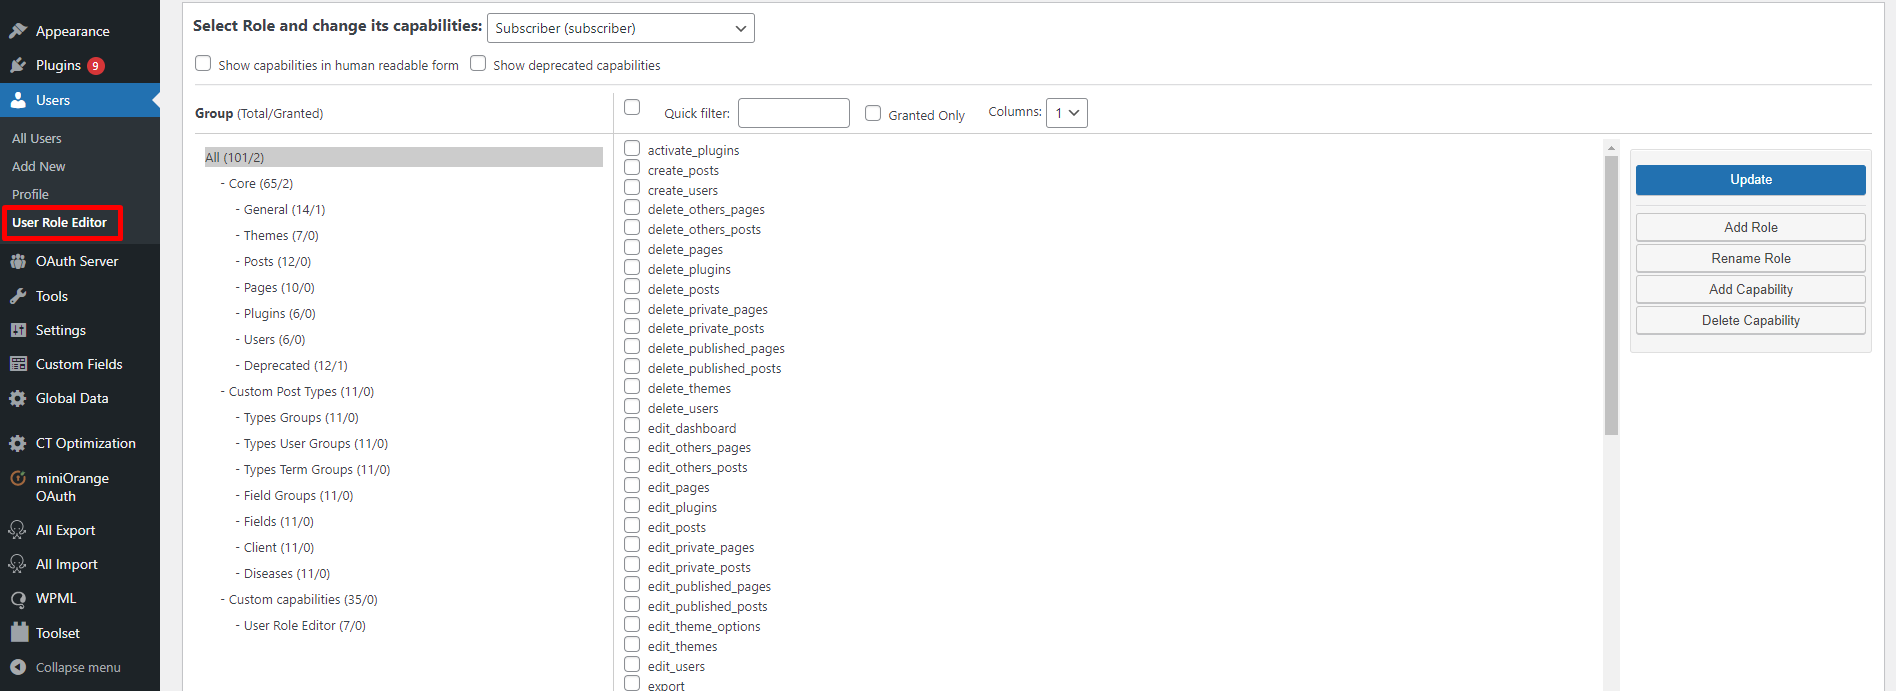 Appearance
Plugins 9
Users
All Users
Add New
Profile
User Role Editor
OAuth Server
Tools
Settings
Custom Fields
Global Data
CT Optimization
miniOrange
OAuth
All Export
All Import
WPML
Toolset
Collapse menu
Select Role and change its capabilities: Subscriber (subscriber)
Show capabilities in human readable form Show deprecated capabilities
Group (Total/Granted)
All (101/2)
- Core (65/2)
- General (14/1)
- Themes (7/0)
- Posts (12/0)
- Pages (10/0)
- Plugins (6/0)
- Users (6/0)
- Deprecated (12/1)
- Custom Post Types (11/0)
- Types Groups (11/0)
- Types User Groups (11/0)
- Types Term Groups (11/0)
- Field Groups (11/0)
- Fields (11/0)
- Client (11/0)
- Diseases (11/0)
- Custom capabilities (35/0)
- User Role Editor (7/0)
Quick filter: Granted Only Columns: 1
activate_plugins
create_posts
create_users
delete_others_pages
delete_others_posts
delete_pages
delete_plugins
delete_posts
delete_private_pages
delete_private_posts
delete_published_pages
delete_published_posts
delete_themes
delete_users
edit_dashboard
edit_others_pages
edit_others_posts
edit_pages
edit_plugins
edit_posts
edit_private_pages
edit_private_posts
edit_published_pages
edit_published_posts
edit_theme_options
edit_themes
edit_users
export
Update
Add Role
Rename Role
Add Capability
Delete Capability